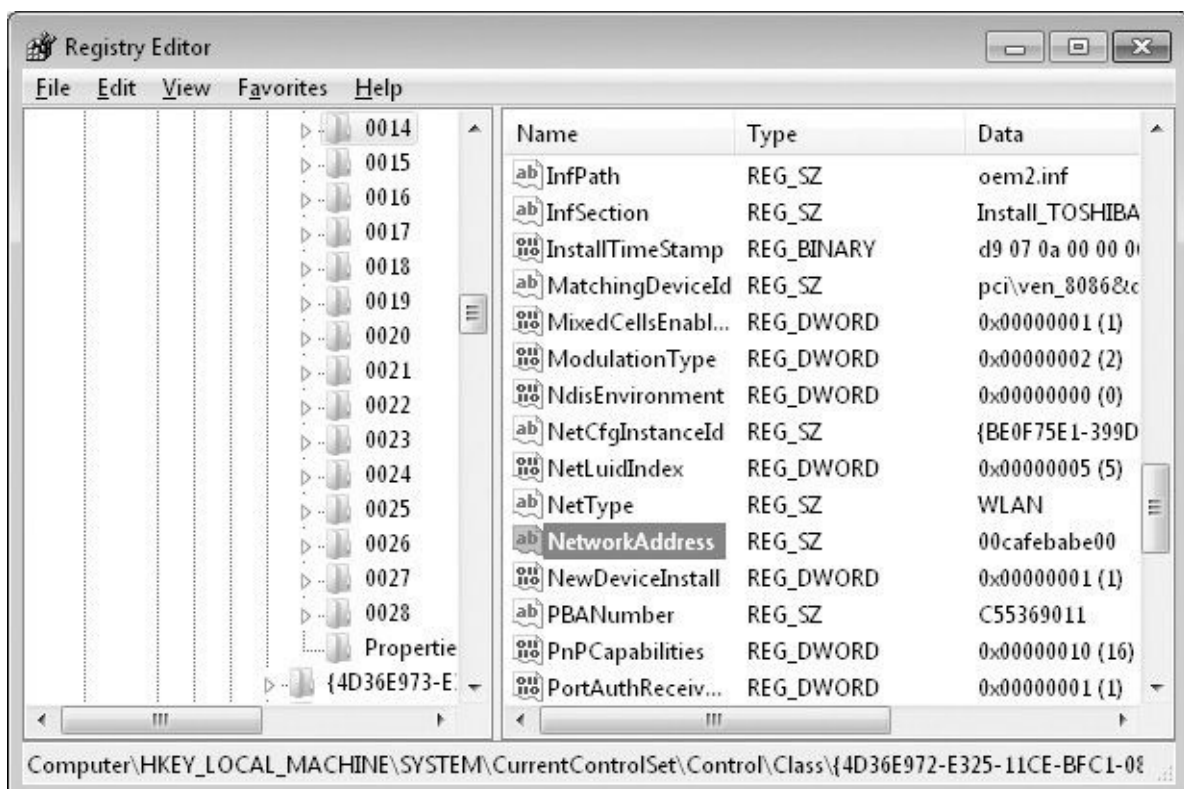 Registry Editor
File Edit View Favorites Help
0014
0015
0016
0017
0018
0019
0020
0021
0022
0023
0024
0025
0026
0027
0028
Propertie
{4D36E973-E
Name Type Data
InfPath REG_SZ oem2.inf
InfSection REG_SZ Install_TOSHIBA
InstallTimeStamp REG_BINARY d9 07 0a 00 00 0
MatchingDeviceId REG_SZ pci\ven_8086&c
MixedCellsEnabl... REG_DWORD 0x00000001 (1)
ModulationType REG_DWORD 0x00000002 (2)
NdisEnvironment REG_DWORD 0x00000000 (0)
NetCfgInstanceId REG_SZ {BE0F75E1-399D
NetLuidIndex REG_DWORD 0x00000005 (5)
NetType REG_SZ WLAN
NetworkAddress REG_SZ 00cafebabe00
NewDeviceInstall REG_DWORD 0x00000001 (1)
PBANumber REG_SZ C55369011
PnPCapabilities REG_DWORD 0x00000010 (16)
PortAuthReceiv... REG_DWORD 0x00000001 (1)
Computer\HKEY_LOCAL_MACHINE\SYSTEM\CurrentControlSet\Control\Class\{4D36E972-E325-11CE-BFC1-08